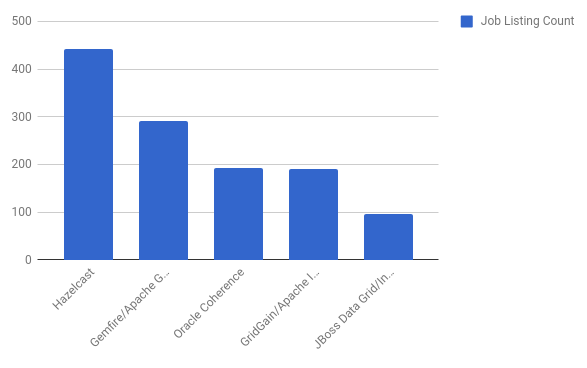 500
400
300
200
100
0
Job Listing Count
Hazelcast
Gemfire/Apache G...
Oracle Coherence
GridGain/Apache I...
JBoss Data Grid/In...